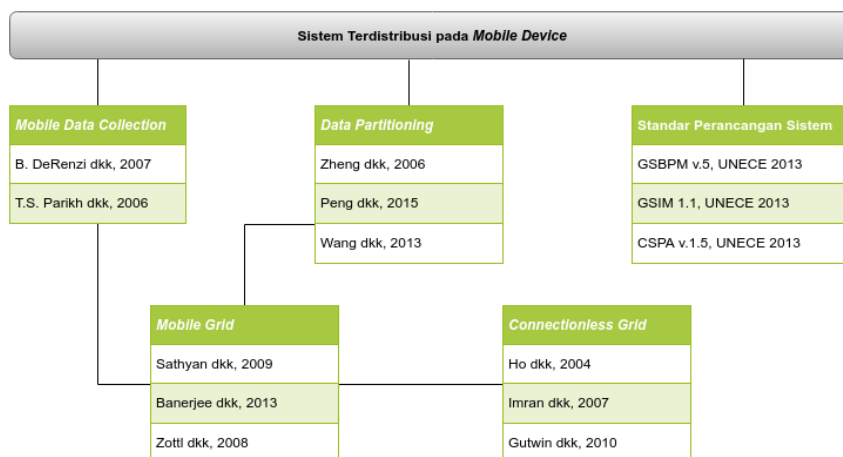 Sistem Terdistribusi pada Mobile Device
Mobile Data Collection
B. DeRenzi dkk, 2007
T.S. Parikh dkk, 2006
Data Partitioning
Zheng dkk, 2006
Peng dkk, 2015
Wang dkk, 2013
Standar Perancangan Sistem
GSBPM v.5, UNECE 2013
GSIM 1.1, UNECE 2013
CSPA v.1.5, UNECE 2013
Mobile Grid
Sathyan dkk, 2009
Banerjee dkk, 2013
Zottl dkk, 2008
Connectionless Grid
Ho dkk, 2004
Imran dkk, 2007
Gutwin dkk, 2010